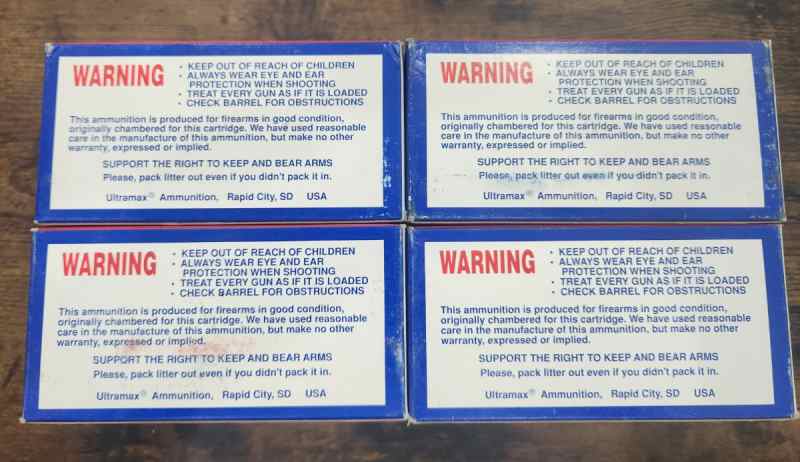 WARNING
• KEEP OUT OF REACH OF CHILDREN
• ALWAYS WEAR EYE AND EAR
PROTECTION WHEN SHOOTING
• TREAT EVERY GUN AS IF IT IS LOADED
• CHECK BARREL FOR OBSTRUCTIONS
This ammunition is produced for firearms in good condition,
originally chambered for this cartridge. We have used reasonable
care in the manufacture of this ammunition, but make no other
warranty, expressed or implied.
SUPPORT THE RIGHT TO KEEP AND BEAR ARMS
Please, pack litter out even if you didn't pack it in.
Ultramax® Ammunition, Rapid City, SD USA
WARNING
• KEEP OUT OF REACH OF CHILDREN
• ALWAYS WEAR EYE AND EAR
PROTECTION WHEN SHOOTING
• TREAT EVERY GUN AS IF IT IS LOADED
• CHECK BARREL FOR OBSTRUCTIONS
This ammunition is produced for firearms in good condition,
originally chambered for this cartridge. We have used reasonable
care in the manufacture of this ammunition, but make no other
warranty, expressed or implied.
SUPPORT THE RIGHT TO KEEP AND BEAR ARMS
Please, pack litter out even if you didn't pack it in.
Ultramax® Ammunition, Rapid City, SD USA
WARNING
• KEEP OUT OF REACH OF CHILDREN
• ALWAYS WEAR EYE AND EAR
PROTECTION WHEN SHOOTING
• TREAT EVERY GUN AS IF IT IS LOADED
• CHECK BARREL FOR OBSTRUCTIONS
This ammunition is produced for firearms in good condition,
originally chambered for this cartridge. We have used reasonable
care in the manufacture of this ammunition, but make no other
warranty, expressed or implied.
SUPPORT THE RIGHT TO KEEP AND BEAR ARMS
Please, pack litter out even if you didn't pack it in.
Ultramax® Ammunition, Rapid City, SD USA
WARNING
• KEEP OUT OF REACH OF CHILDREN
• ALWAYS WEAR EYE AND EAR
PROTECTION WHEN SHOOTING
• TREAT EVERY GUN AS IF IT IS LOADED
• CHECK BARREL FOR OBSTRUCTIONS
This ammunition is produced for firearms in good condition,
originally chambered for this cartridge. We have used reasonable
care in the manufacture of this ammunition, but make no other
warranty, expressed or implied.
SUPPORT THE RIGHT TO KEEP AND BEAR ARMS
Please, pack litter out even if you didn't pack it in.
Ultramax® Ammunition, Rapid City, SD USA